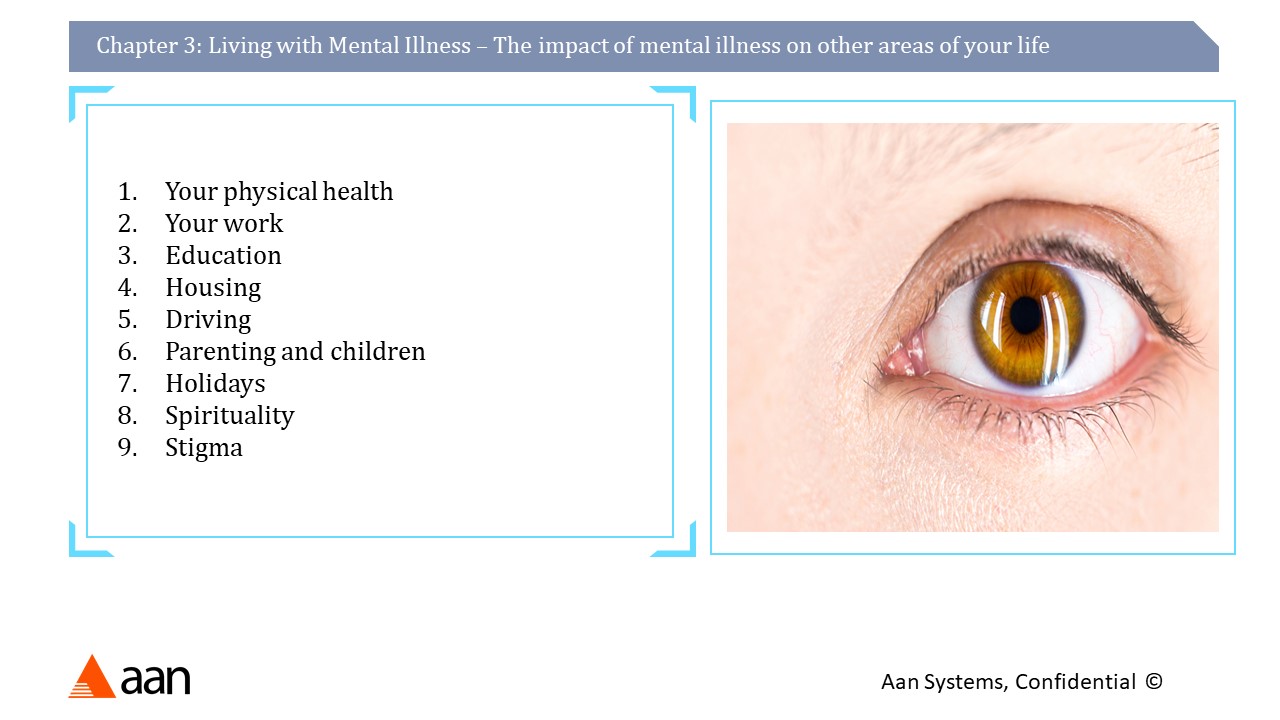 Chapter 3: Living with Mental Illness – The impact of mental illness on other areas of your life
1. Your physical health
2. Your work
3. Education
4. Housing
5. Driving
6. Parenting and children
7. Holidays
8. Spirituality
9. Stigma
aan
Aan Systems, Confidential ©